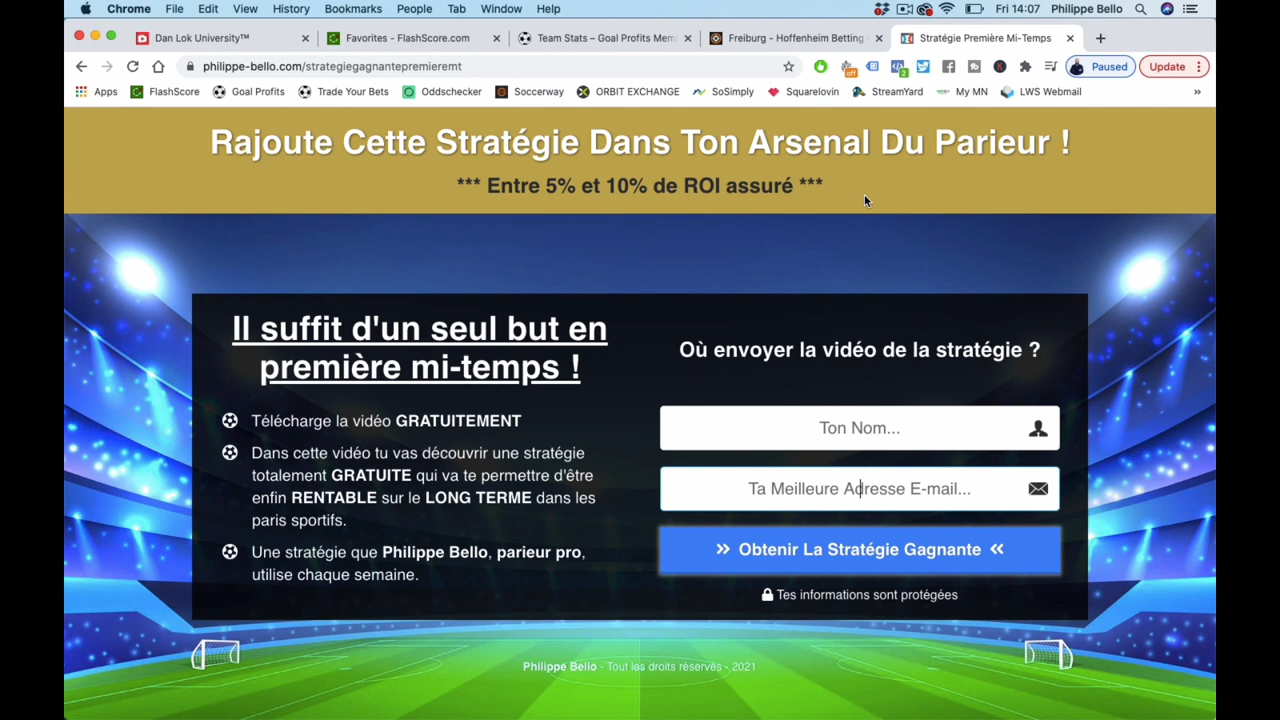 Chrome File Edit View History Bookmarks People Tab Window Help Fri 14:07 Philippe Bello
Dan Lok University™ Favorites - FlashScore.com Team Stats – Goal Profits Mem Freiburg - Hoffenheim Betting Stratégie Première Mi-Temps
philippe-bello.com/strategiegagnantepremieremt off 2 Paused Update
Apps FlashScore Goal Profits Trade Your Bets Oddschecker Soccerway ORBIT EXCHANGE SoSimply Squarelovin StreamYard My MN LWS Webmail »
Rajoute Cette Stratégie Dans Ton Arsenal Du Parieur !
*** Entre 5% et 10% de ROI assuré ***
Il suffit d'un seul but en
première mi-temps !
Télécharge la vidéo GRATUITEMENT
Dans cette vidéo tu vas découvrir une stratégie
totalement GRATUITE qui va te permettre d'être
enfin RENTABLE sur le LONG TERME dans les
paris sportifs.
Une stratégie que Philippe Bello, parieur pro,
utilise chaque semaine.
Où envoyer la vidéo de la stratégie ?
Ton Nom...
Ta Meilleure Adresse E-mail...
Obtenir La Stratégie Gagnante
Tes informations sont protégées
Philippe Bello - Tout les droits réservés - 2021